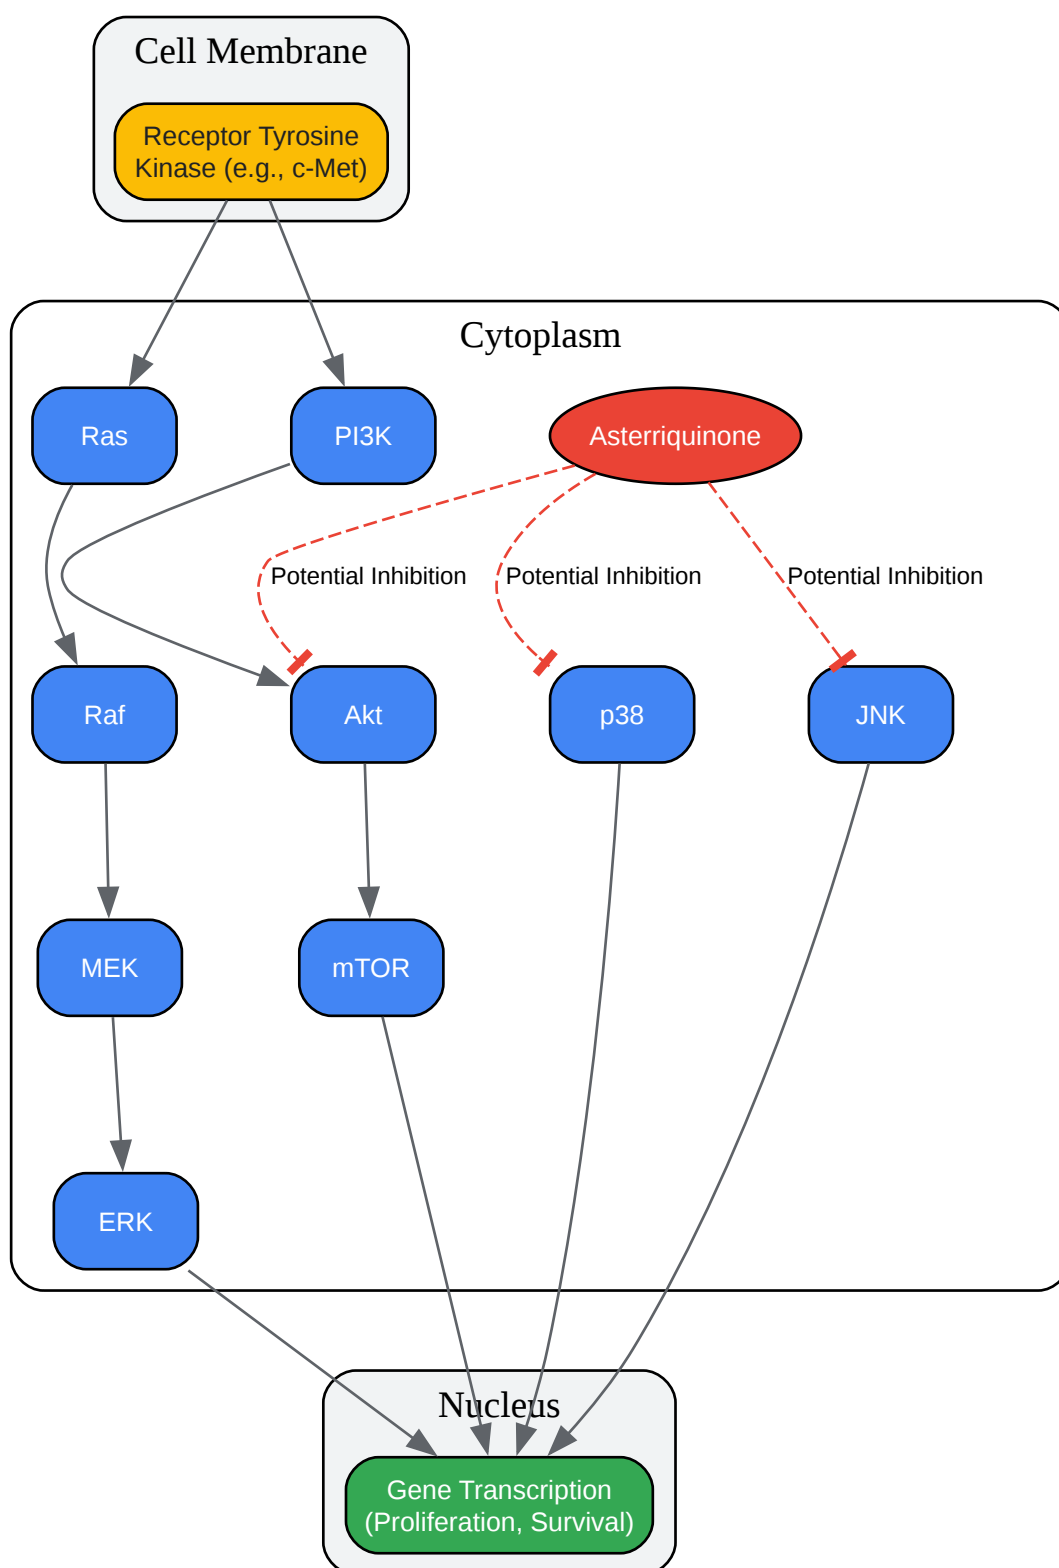 Cell Membrane
Receptor Tyrosine
Kinase (e.g., c-Met)
Cytoplasm
Ras
PI3K
Asterriquinone
Potential Inhibition
Potential Inhibition
Potential Inhibition
Raf
Akt
p38
JNK
MEK
mTOR
ERK
Nucleus
Gene Transcription
(Proliferation, Survival)